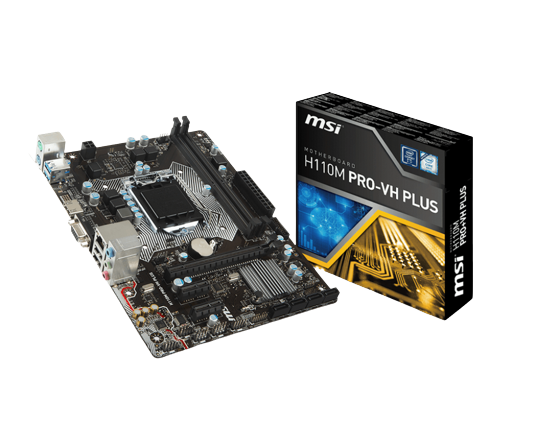 msi
MOTHERBOARD
H110M PRO-VH PLUS
H110M
PRO-VH PLUS
msi